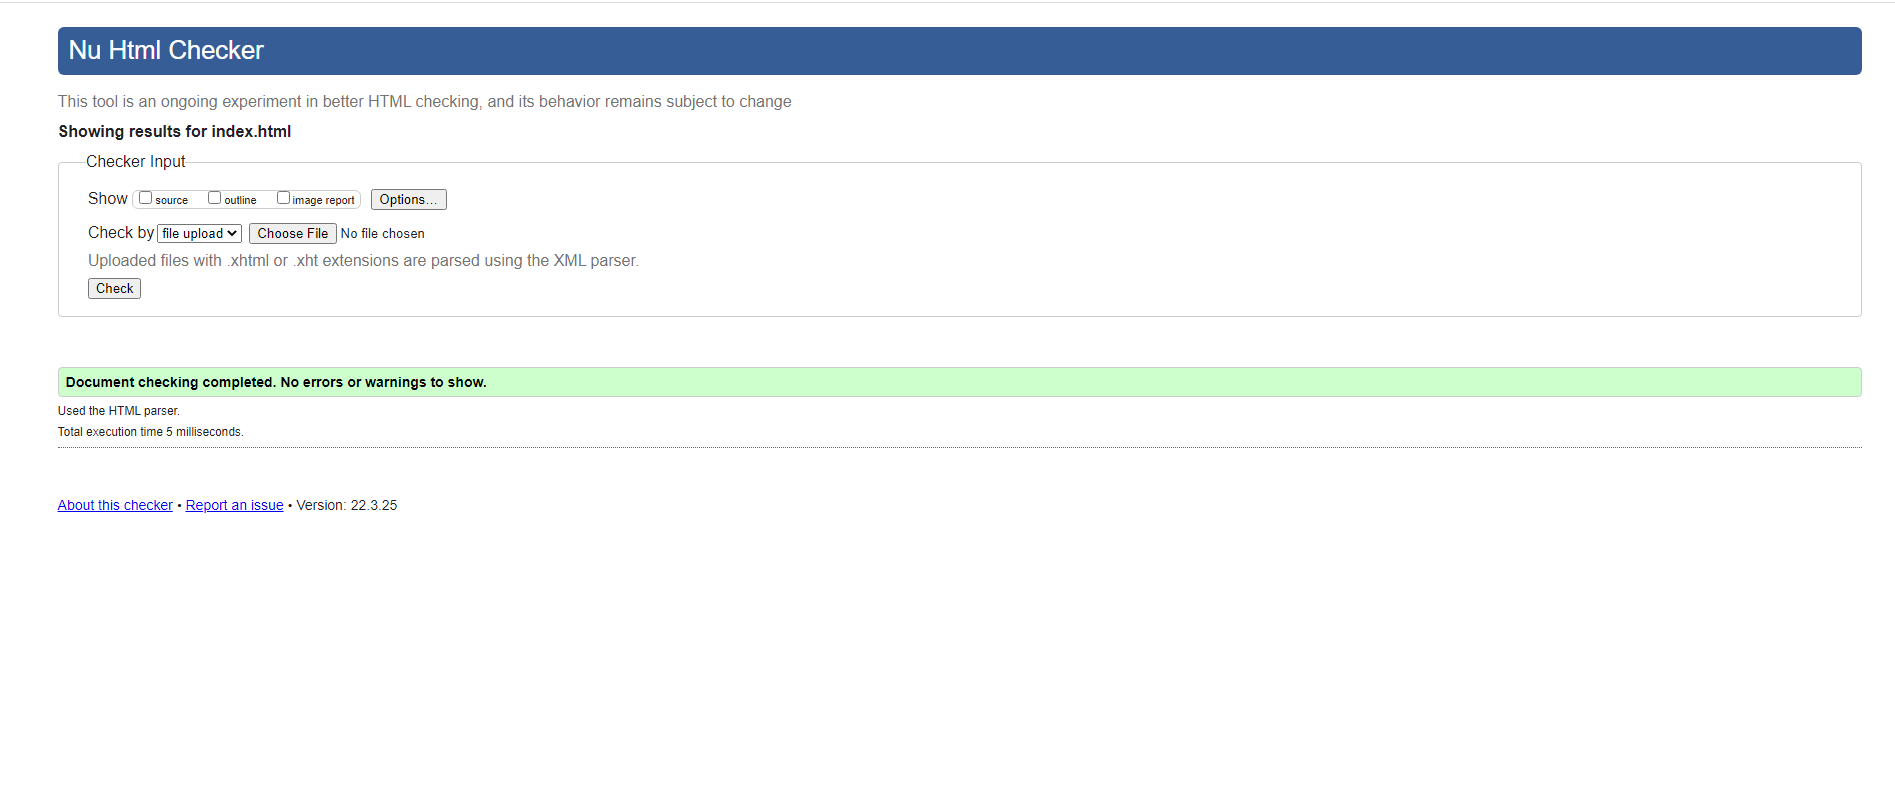 Nu Html Checker
This tool is an ongoing experiment in better HTML checking, and its behavior remains subject to change
Showing results for index.html
Checker Input
Show source outline image report Options...
Check by file upload Choose File No file chosen
Uploaded files with .xhtml or .xht extensions are parsed using the XML parser.
Check
Document checking completed. No errors or warnings to show.
Used the HTML parser.
Total execution time 5 milliseconds.
About this checker • Report an issue • Version: 22.3.25